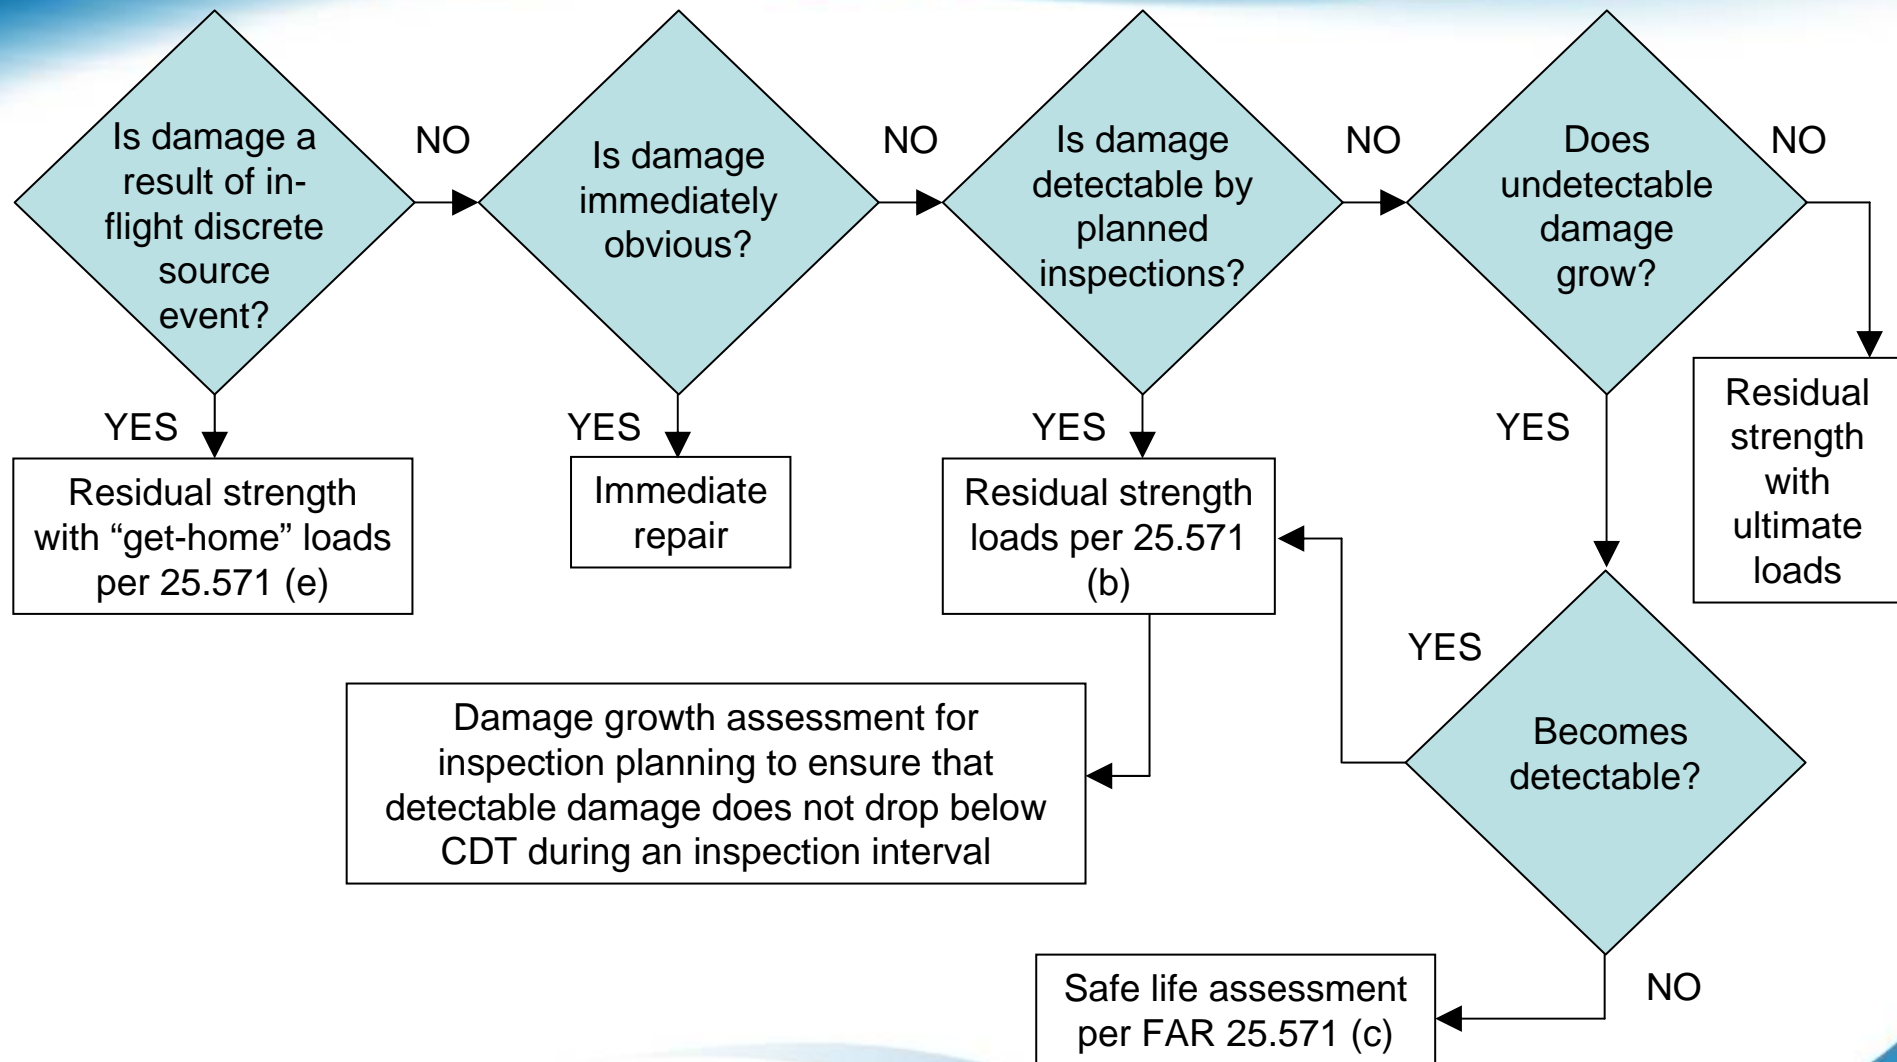 Is damage a
result of in-
flight discrete
source
event?
NO
Is damage
immediately
obvious?
NO
Is damage
detectable by
planned
inspections?
NO
Does
undetectable
damage
grow?
NO
YES
Residual strength
with “get-home” loads
per 25.571 (e)
YES
Immediate
repair
YES
Residual strength
loads per 25.571
(b)
YES
Residual
strength
with
ultimate
loads
Damage growth assessment for
inspection planning to ensure that
detectable damage does not drop below
CDT during an inspection interval
YES
Becomes
detectable?
NO
Safe life assessment
per FAR 25.571 (c)